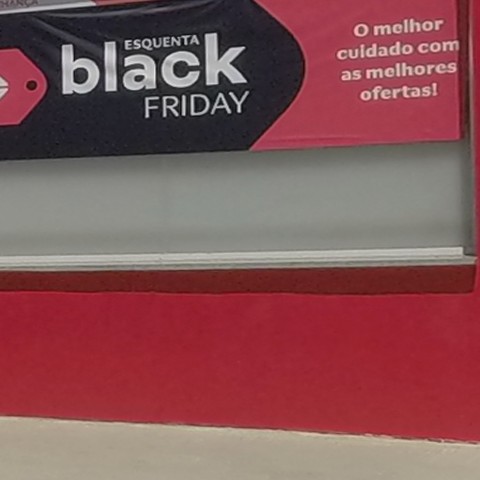 ESQUENTA
black
FRIDAY
O melhor
cuidado com
as melhores
ofertas!